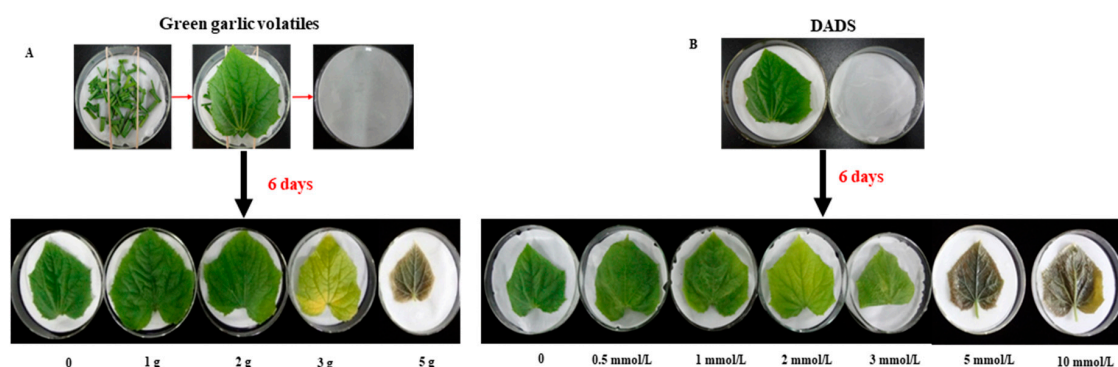 Green garlic volatiles
A
6 days
0
1 g
2 g
3 g
5 g
DADS
B
6 days
0
0.5 mmol/L
1 mmol/L
2 mmol/L
3 mmol/L
5 mmol/L
10 mmol/L